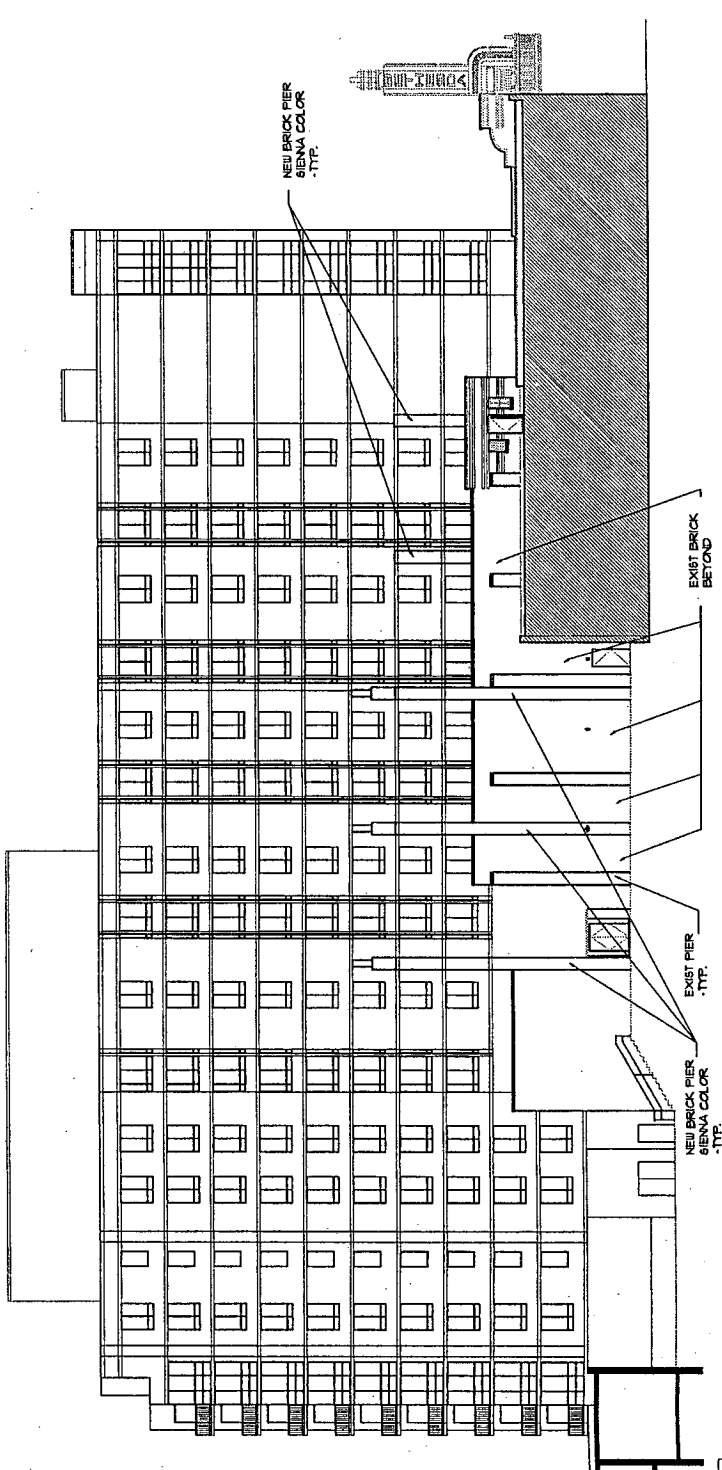 NEW BRICK PIER
SIENNA COLOR
-TYP.
NEW BRICK PIER
SIENNA COLOR
-TYP.
EXIST PIER
-TYP.
EXIST BRICK
BEYOND